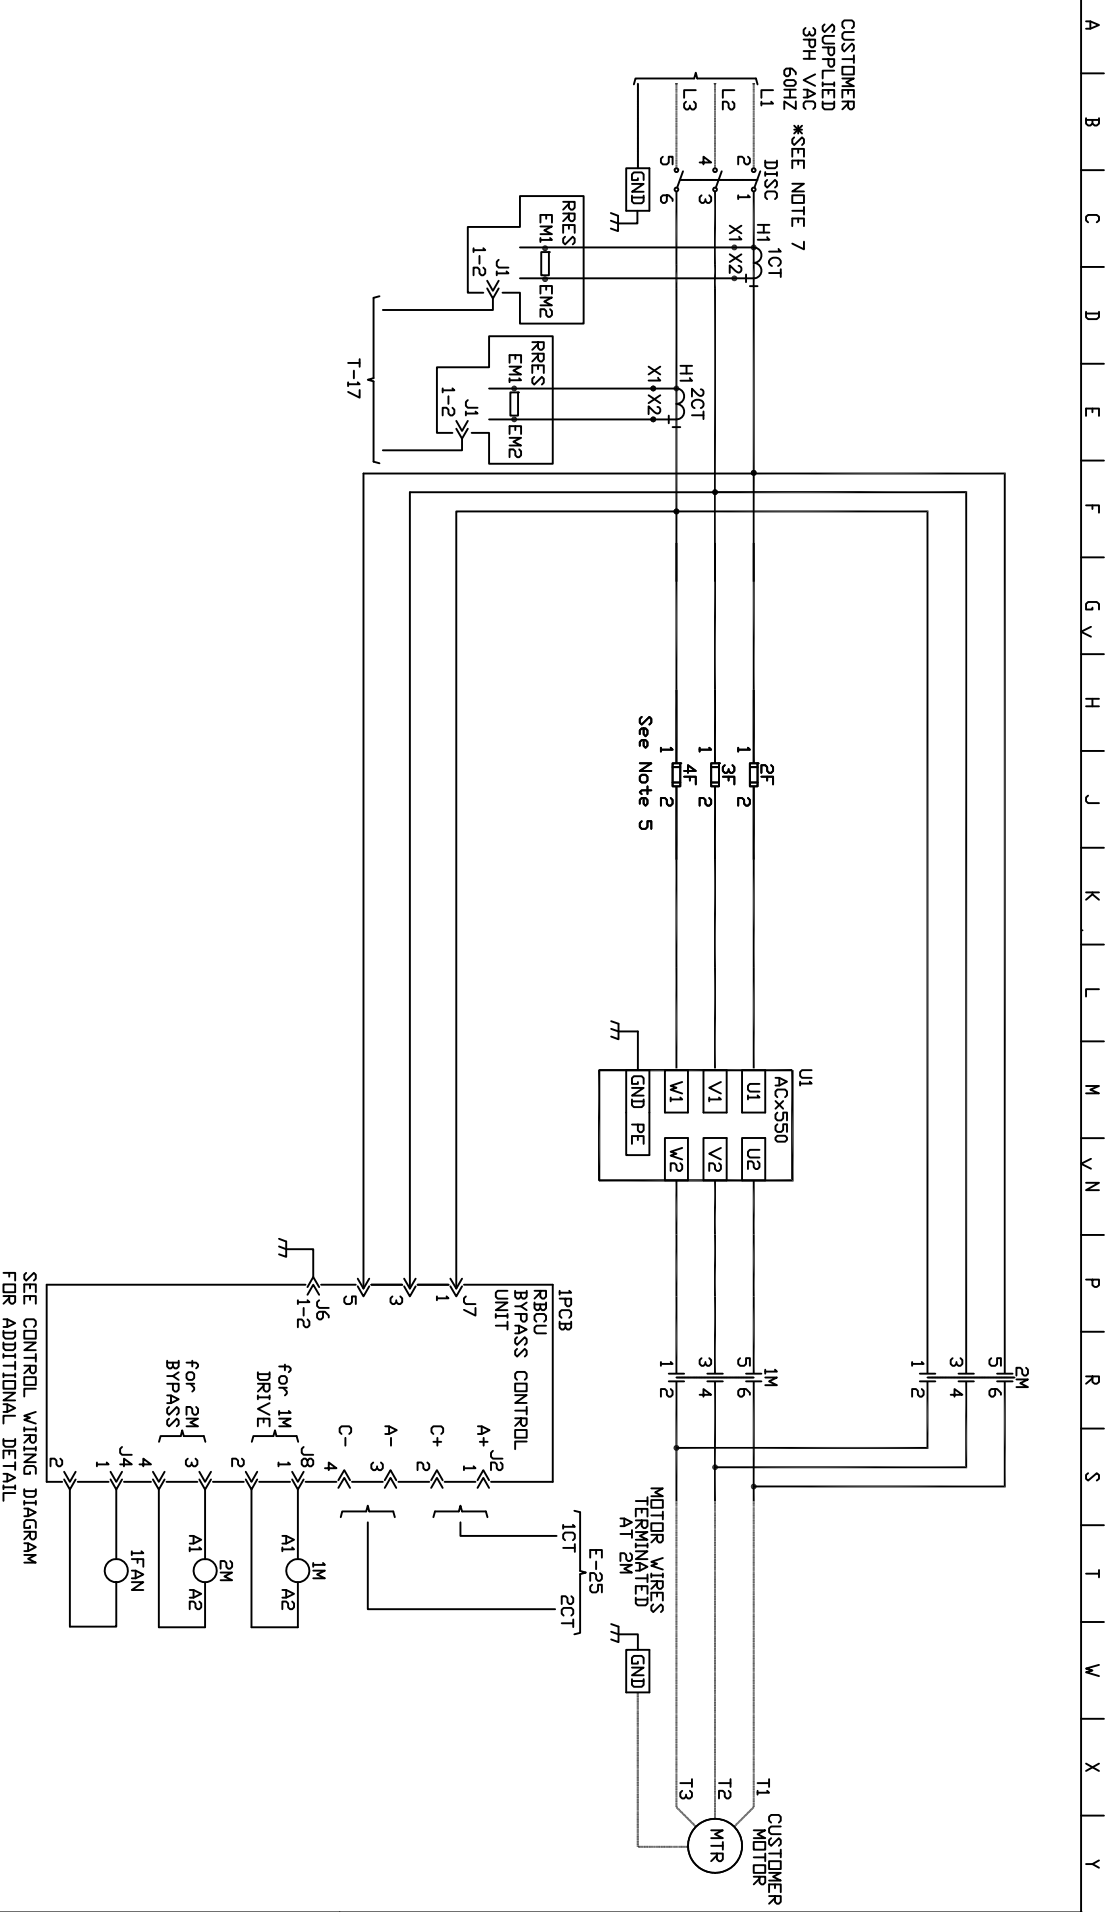 A
B
C
D
E
F
G
H
J
K
L
M
N
P
R
S
T
W
X
Y
CUSTOMER
SUPPLIED
3PH VAC
60HZ
*SEE NOTE 7
L1
L2
L3
DISC
2 1
4 3
5 6
GND
H1 1CT
X1 X2
H1 2CT
X1 X2
RRES
EM1 EM2
J1
1-2
RRES
EM1 EM2
J1
1-2
T-17
2F
1 2
3F
1 2
4F
1 2
See Note 5
U1
ACx550
U1 U2
V1 V2
W1 W2
GND PE
2M
5 6
3 4
1 2
1M
5 6
3 4
1 2
MOTOR WIRES
TERMINATED
AT 2M
GND
T1
T2
T3
CUSTOMER
MOTOR
MTR
1PCB
RBCU
BYPASS CONTROL
UNIT
J7
1
3
5
J6
1-2
J2
A+ 1
C+ 2
A- 3
C- 4
1CT 2CT
E-25
J8
for 1M
DRIVE
1
2
for 2M
BYPASS
3
4
J4
1
2
1M
A1 A2
2M
A1 A2
1FAN
SEE CONTROL WIRING DIAGRAM
FOR ADDITIONAL DETAIL